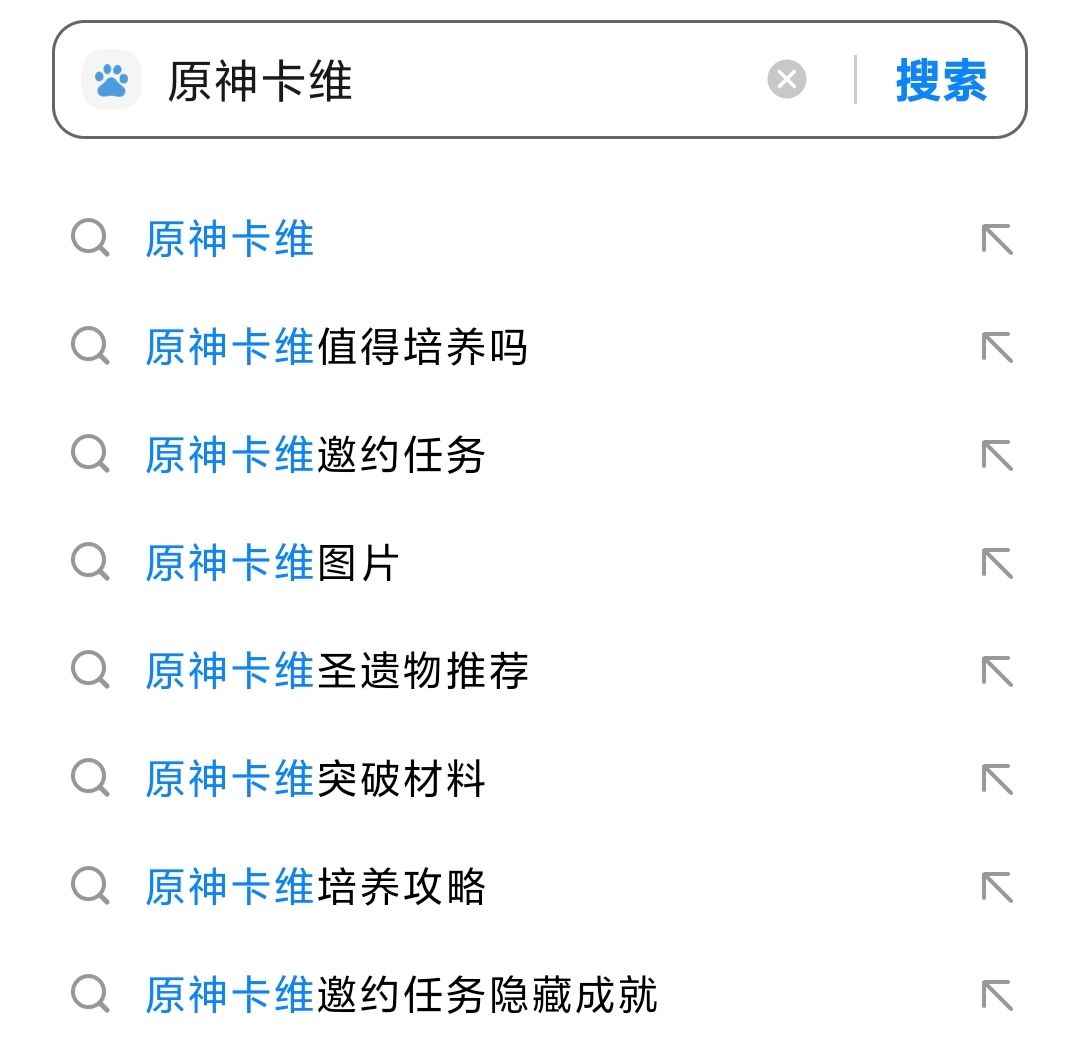 原神卡维 搜索
原神卡维
原神卡维值得培养吗
原神卡维邀约任务
原神卡维图片
原神卡维圣遗物推荐
原神卡维突破材料
原神卡维培养攻略
原神卡维邀约任务隐藏成就